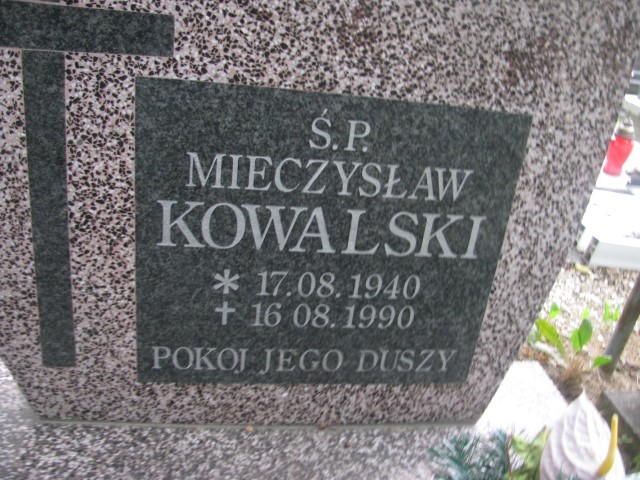 Ś.P.
MIECZYSŁAW
KOWALSKI
* 17.08.1940
+ 16 08.1990
POKOJ JEGO DUSZY